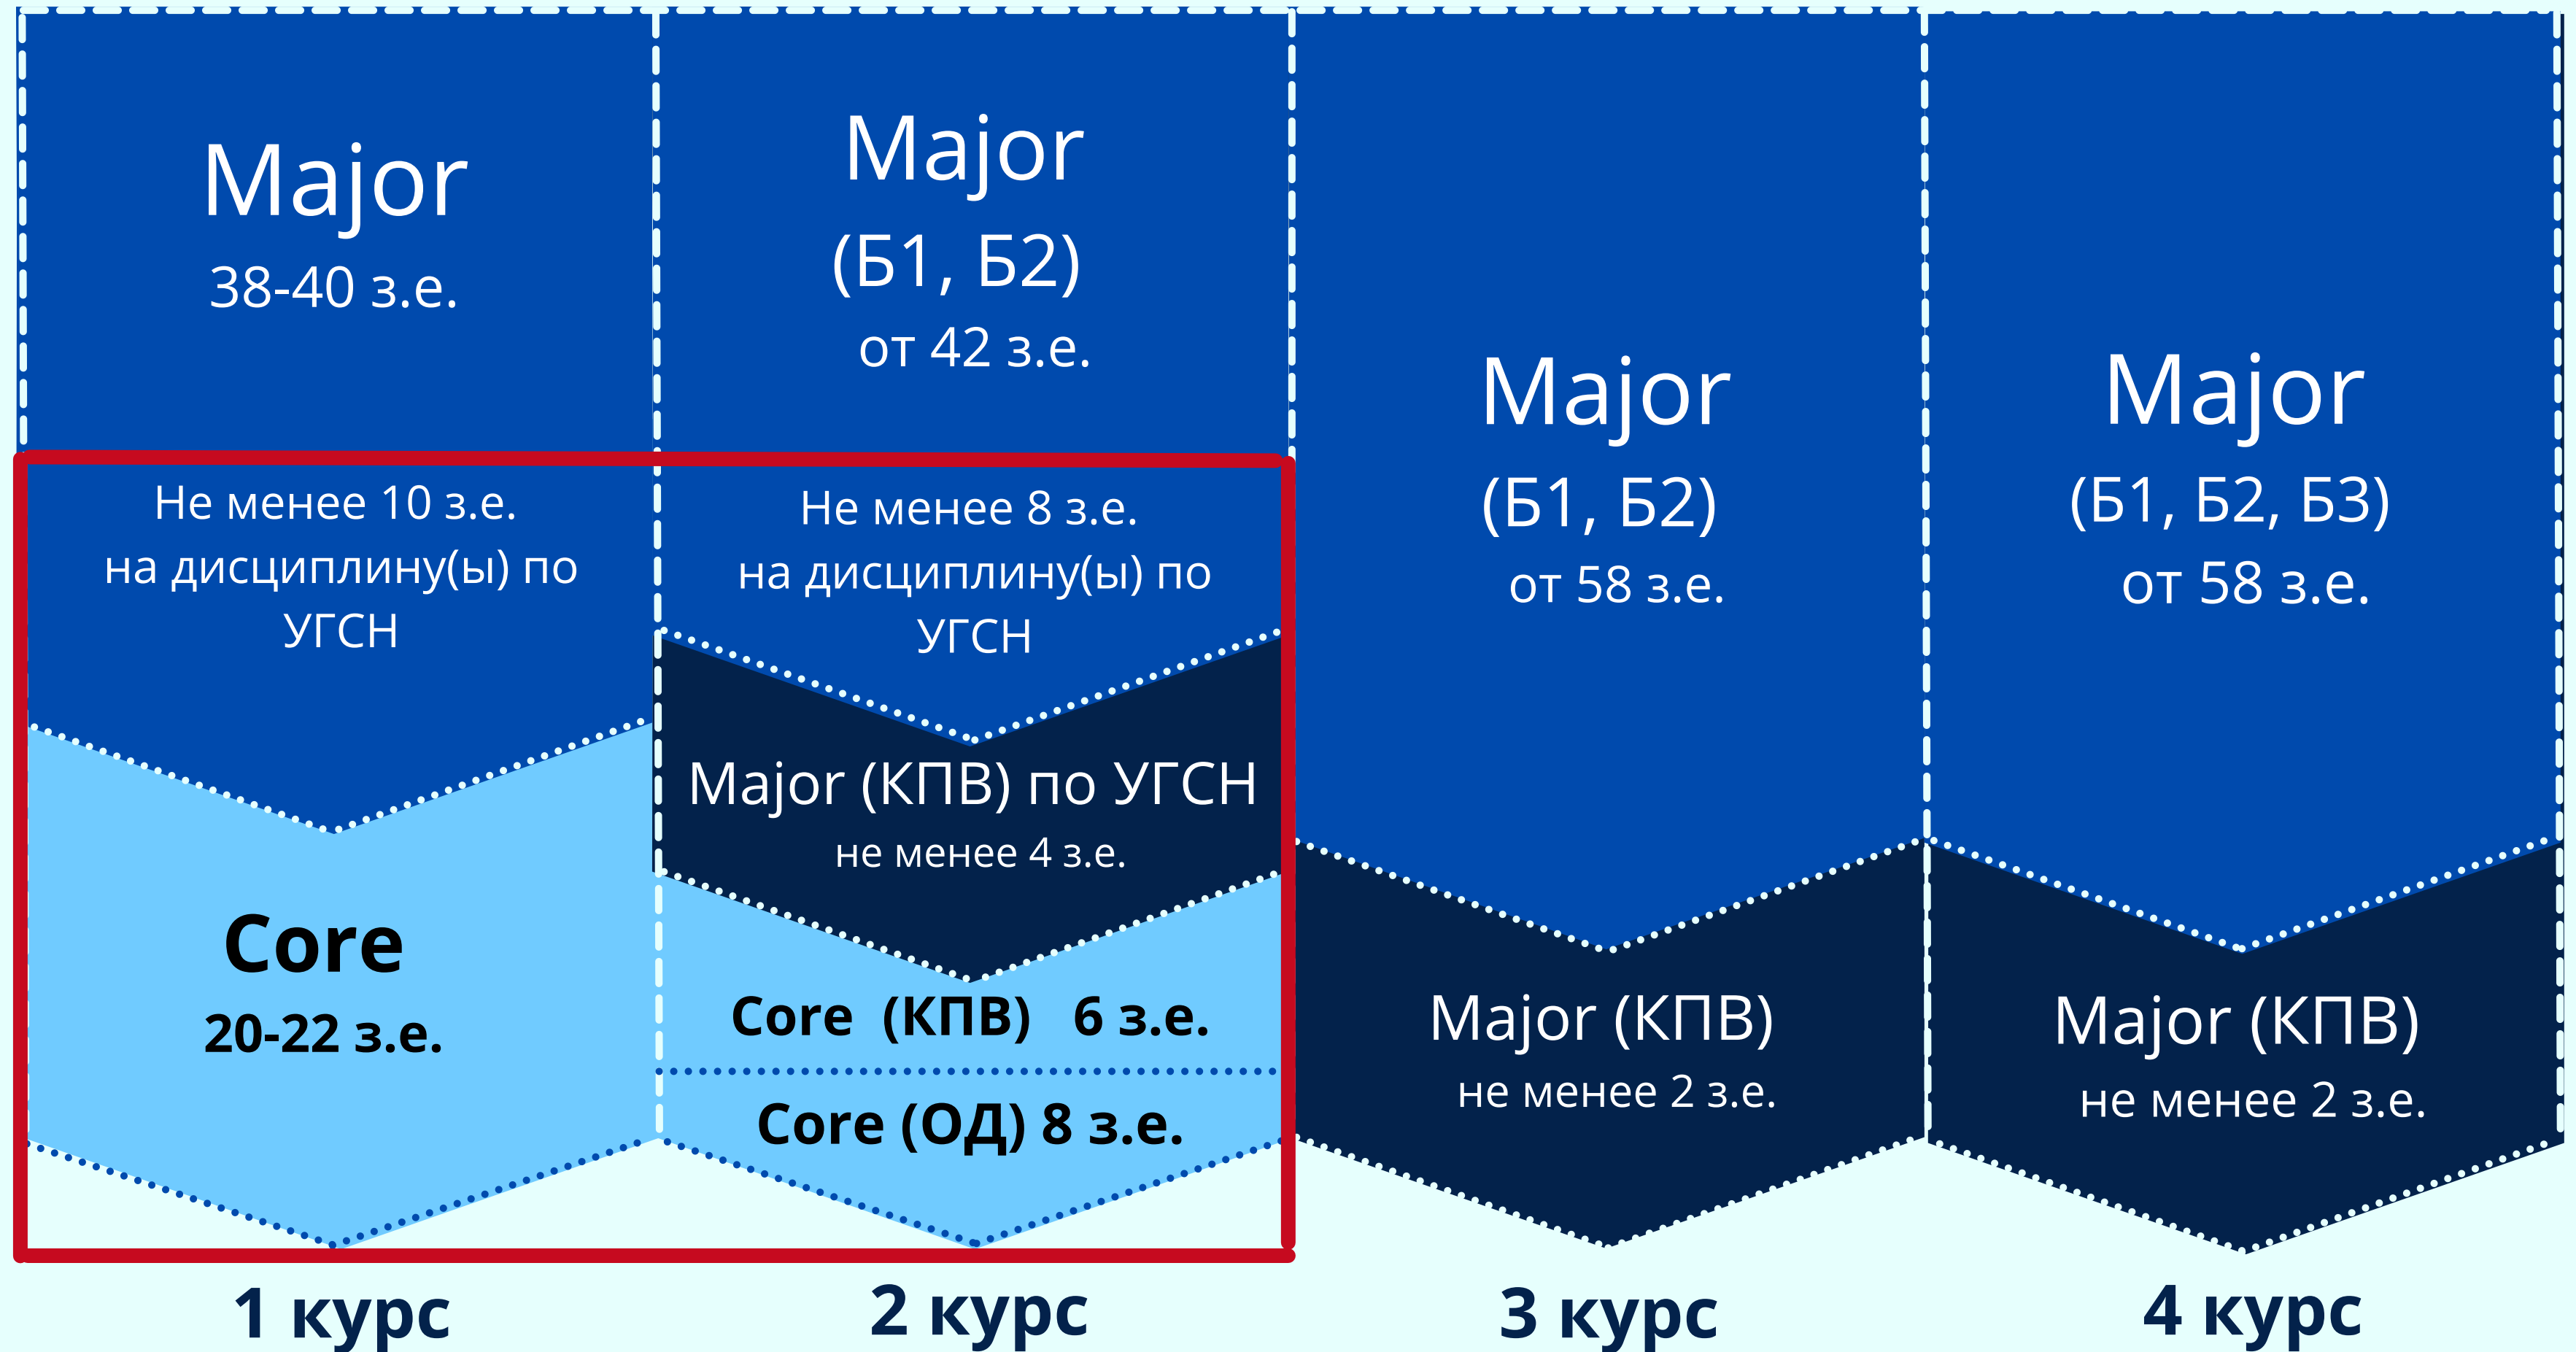 Major
38-40 з.е.
Не менее 10 з.е.
на дисциплину(ы) по
УГСН
Core
20-22 з.е.
1 курс
Major
(Б1, Б2)
от 42 з.е.
Не менее 8 з.е.
на дисциплину(ы) по
УГСН
Major (КПВ) по УГСН
не менее 4 з.е.
Core (КПВ) 6 з.е.
Core (ОД) 8 з.е.
2 курс
Major
(Б1, Б2)
от 58 з.е.
Major (КПВ)
не менее 2 з.е.
3 курс
Major
(Б1, Б2, Б3)
от 58 з.е.
Major (КПВ)
не менее 2 з.е.
4 курс